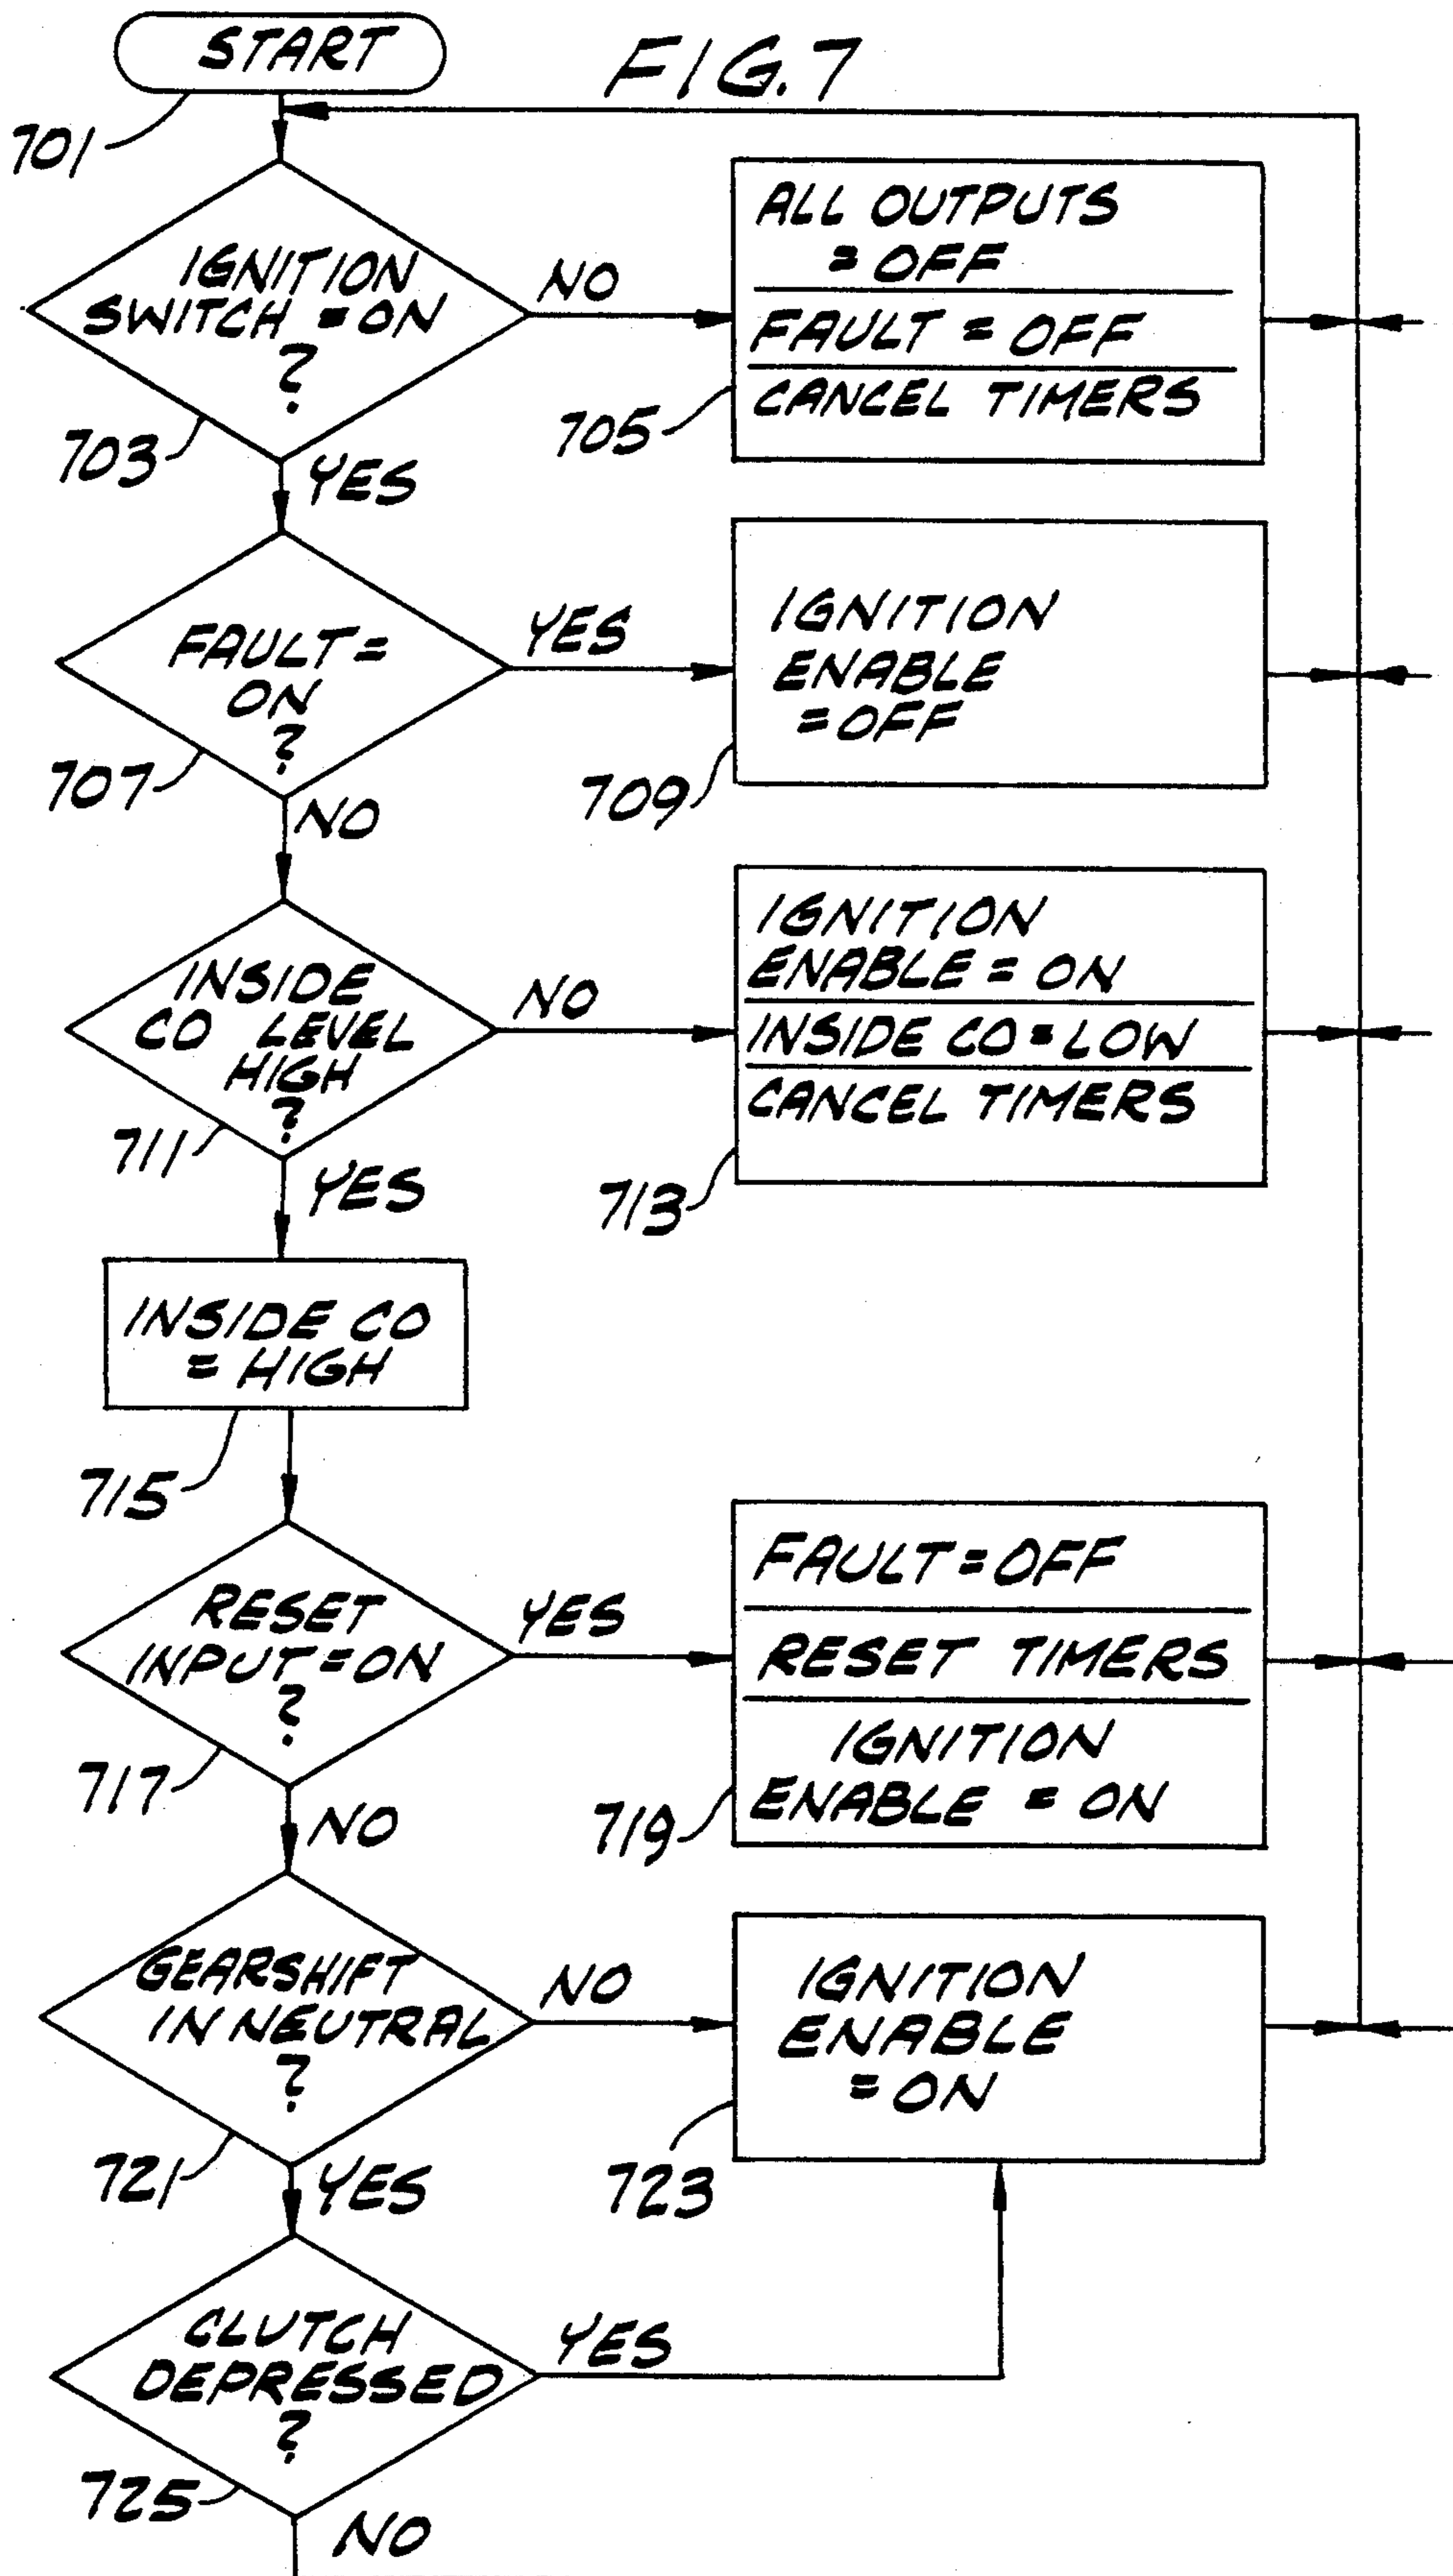 START
FIG. 7
701
IGNITION
SWITCH = ON
?
NO
703
YES
ALL OUTPUTS
= OFF
FAULT = OFF
CANCEL TIMERS
705
FAULT =
ON
?
YES
707
NO
IGNITION
ENABLE
= OFF
709
INSIDE
CO LEVEL
HIGH
?
NO
711
YES
IGNITION
ENABLE = ON
INSIDE CO = LOW
CANCEL TIMERS
713
INSIDE CO
= HIGH
715
RESET
INPUT = ON
?
YES
717
NO
FAULT = OFF
RESET TIMERS
IGNITION
ENABLE = ON
719
GEARSHIFT
IN NEUTRAL
?
NO
721
YES
IGNITION
ENABLE
= ON
723
CLUTCH
DEPRESSED
?
YES
725
NO